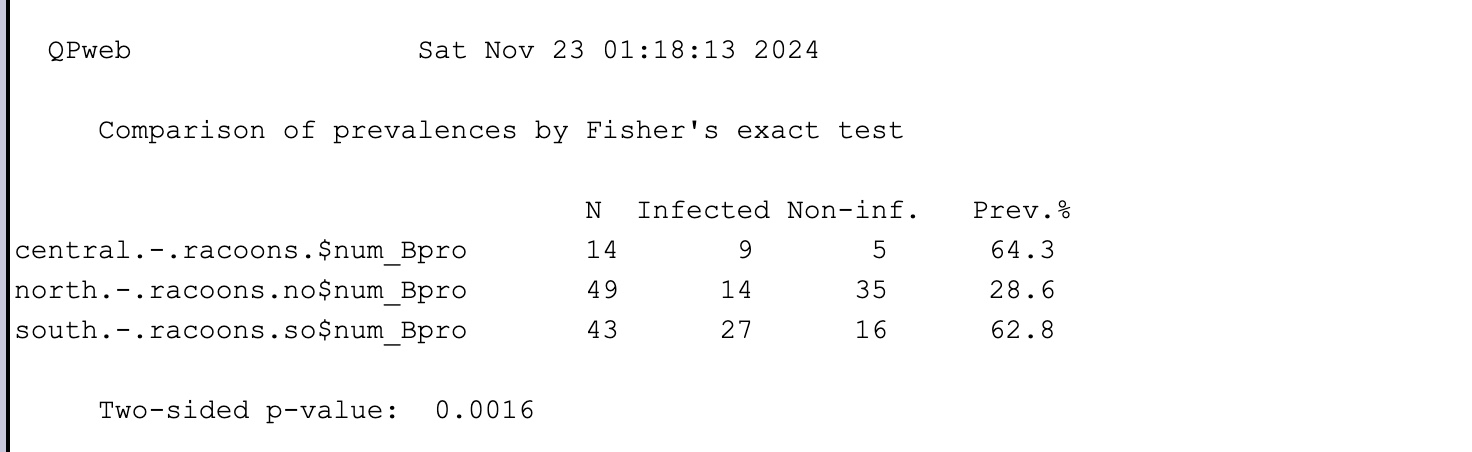 QPweb Sat Nov 23 01:18:13 2024
Comparison of prevalences by Fisher's exact test
N Infected Non-inf. Prev.%
central.-.racoons.$num_Bpro 14 9 5 64.3
north.-.racoons.no$num_Bpro 49 14 35 28.6
south.-.racoons.so$num_Bpro 43 27 16 62.8
Two-sided p-value: 0.0016